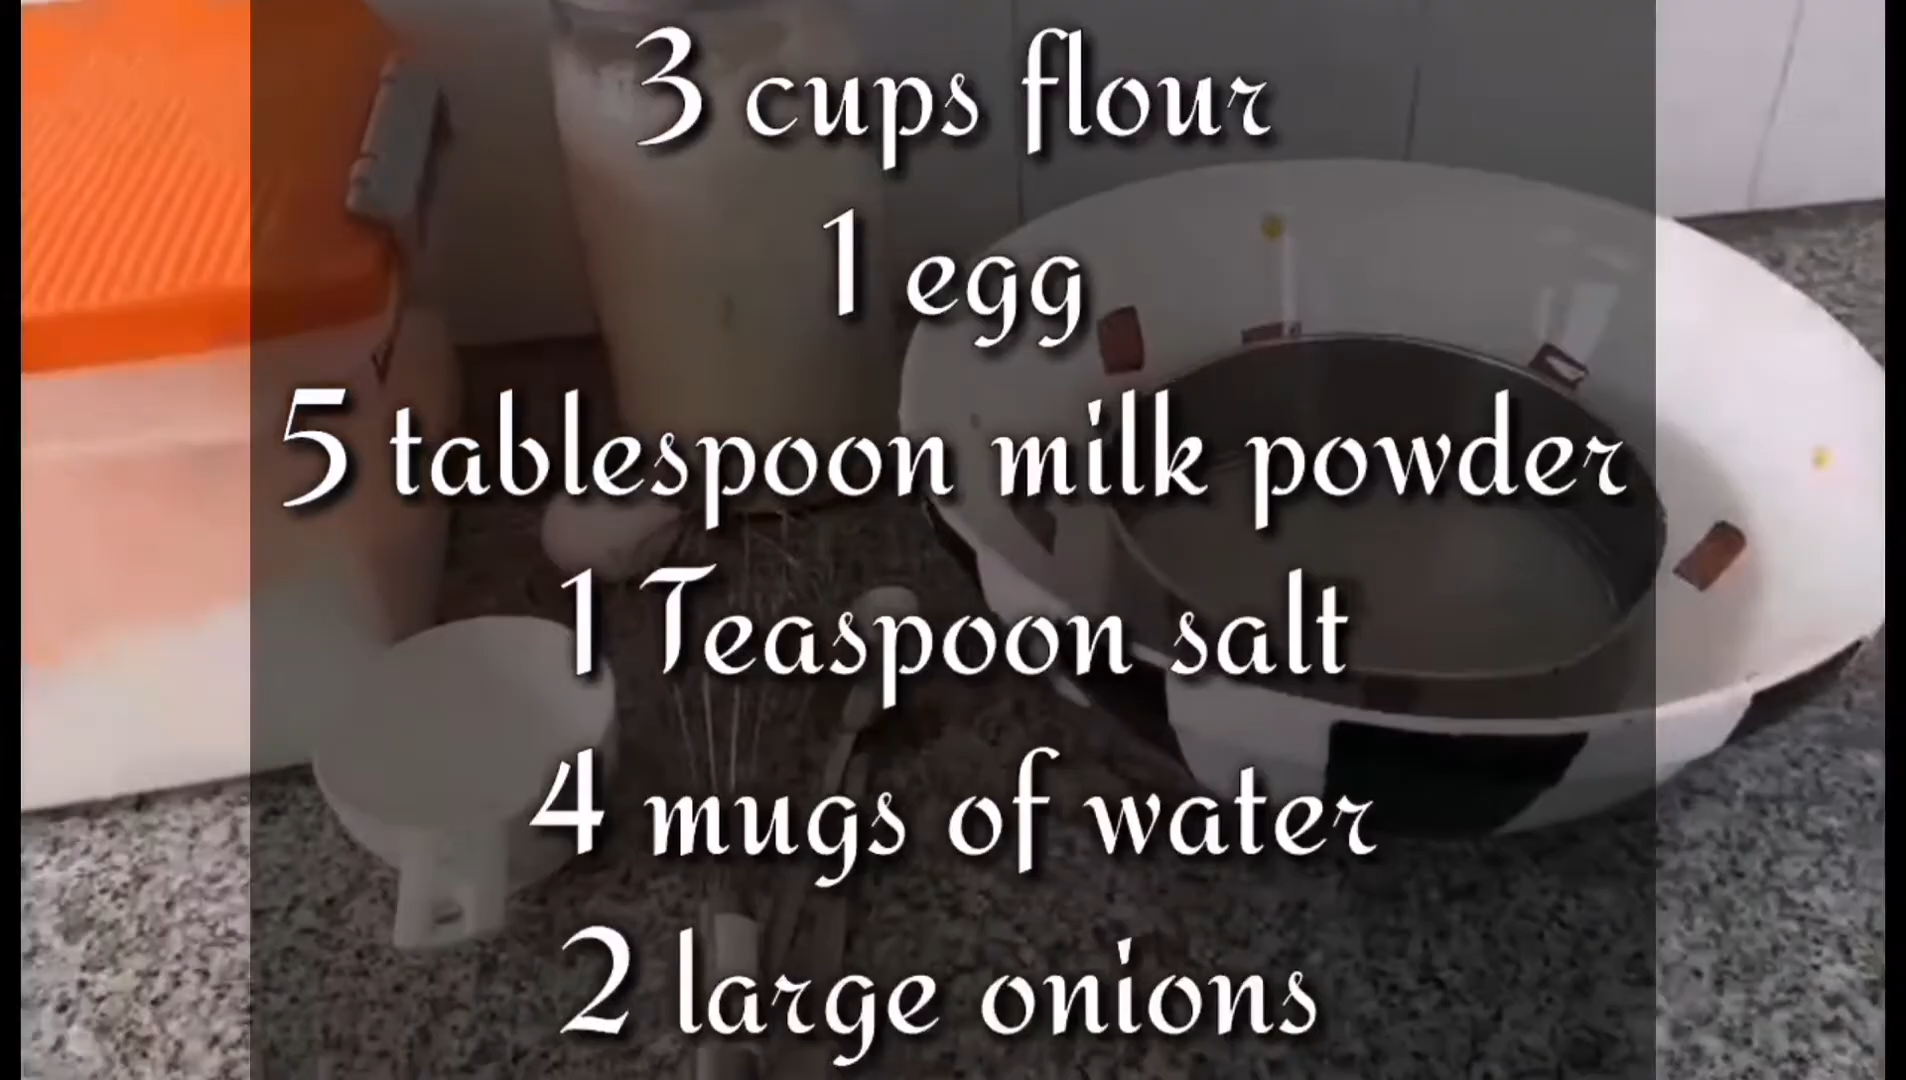 3 cups flour
1 egg
5 tablespoon milk powder
1 Teaspoon salt
4 mugs of water
2 large onions